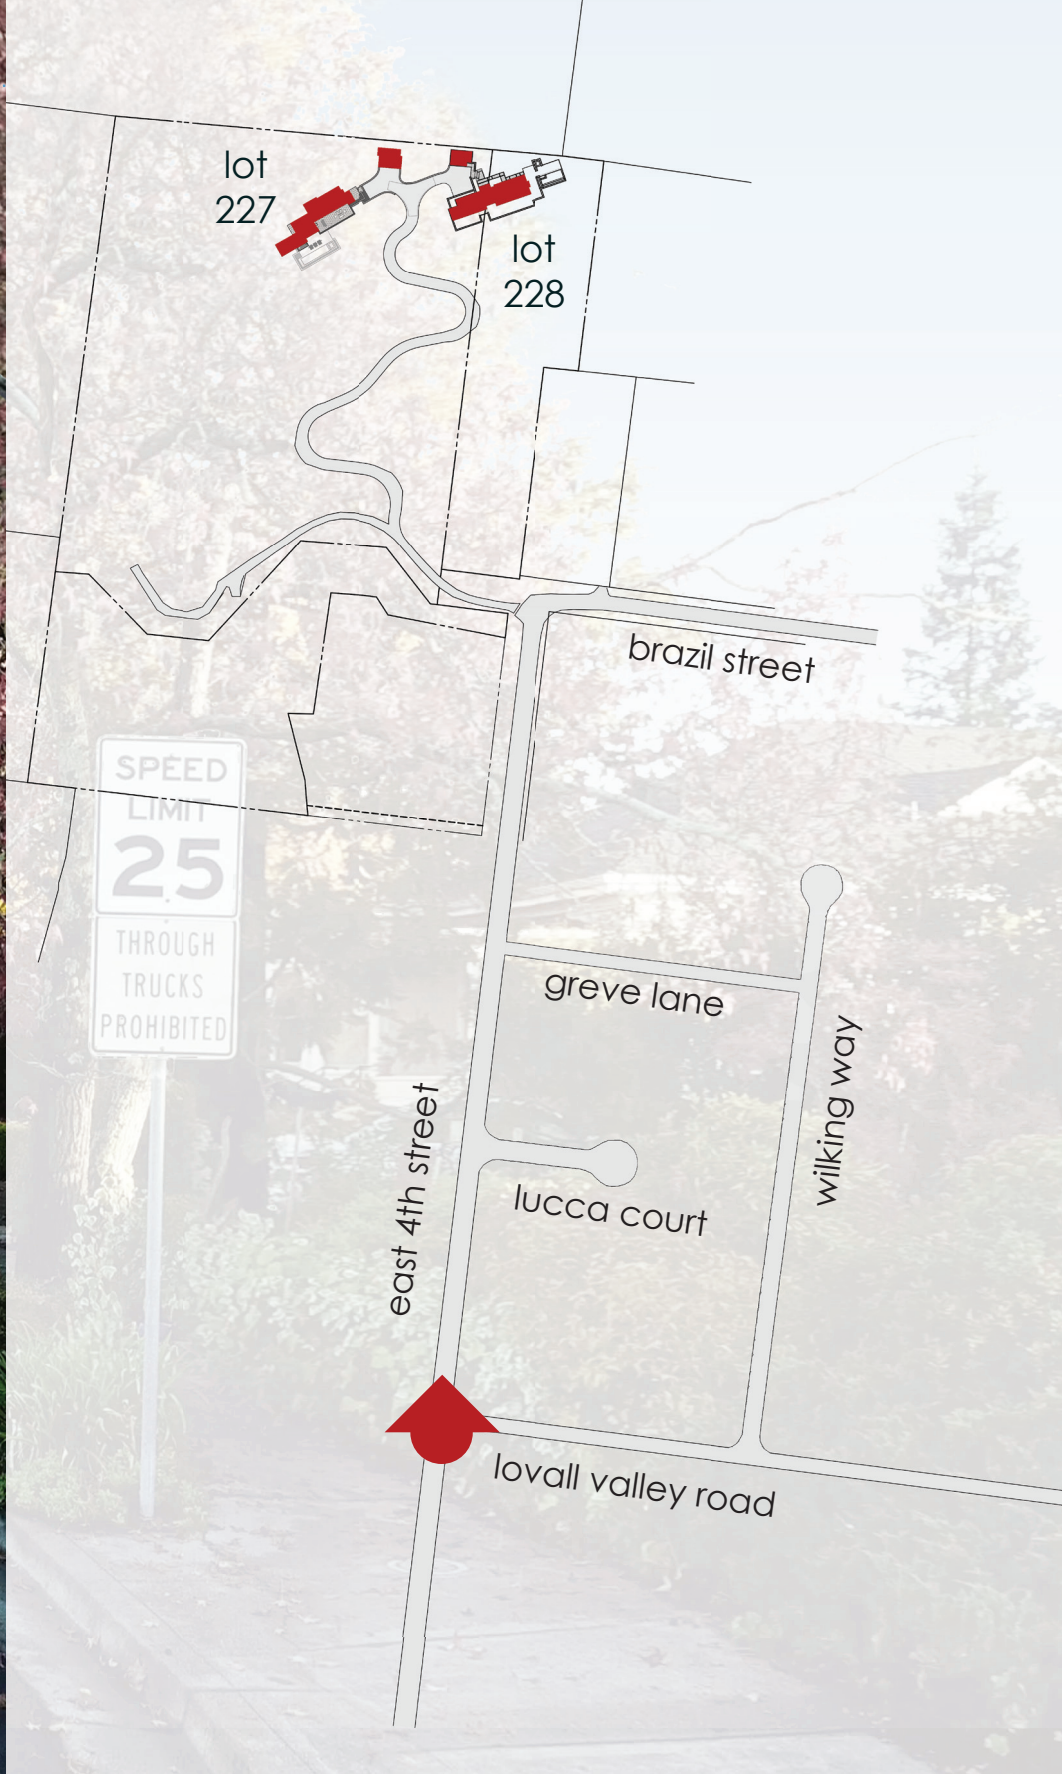 lot
227
lot
228
brazil street
SPEED
LIMIT
25
THROUGH
TRUCKS
PROHIBITED
greve lane
wilking way
east 4th street
lucca court
lovall valley road